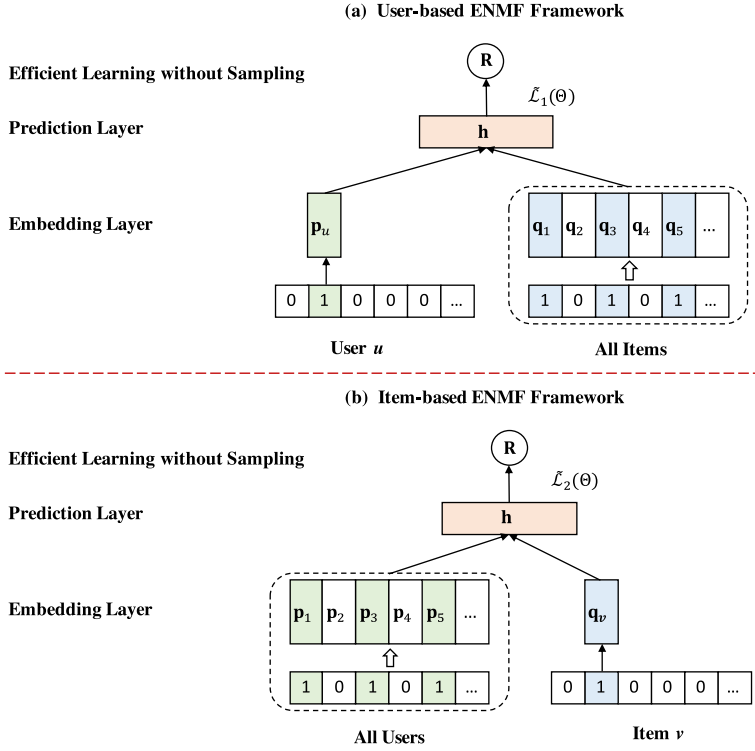 (a) User-based ENMF Framework
R
Efficient Learning without Sampling
ℒ̃₁(Θ)
Prediction Layer
h
Embedding Layer
pᵤ
q₁ q₂ q₃ q₄ q₅ ...
0 1 0 0 0 ...
1 0 1 0 1 ...
User u
All Items
(b) Item-based ENMF Framework
R
Efficient Learning without Sampling
ℒ̃₂(Θ)
Prediction Layer
h
Embedding Layer
p₁ p₂ p₃ p₄ p₅ ...
qᵥ
1 0 1 0 1 ...
0 1 0 0 0 ...
All Users
Item v